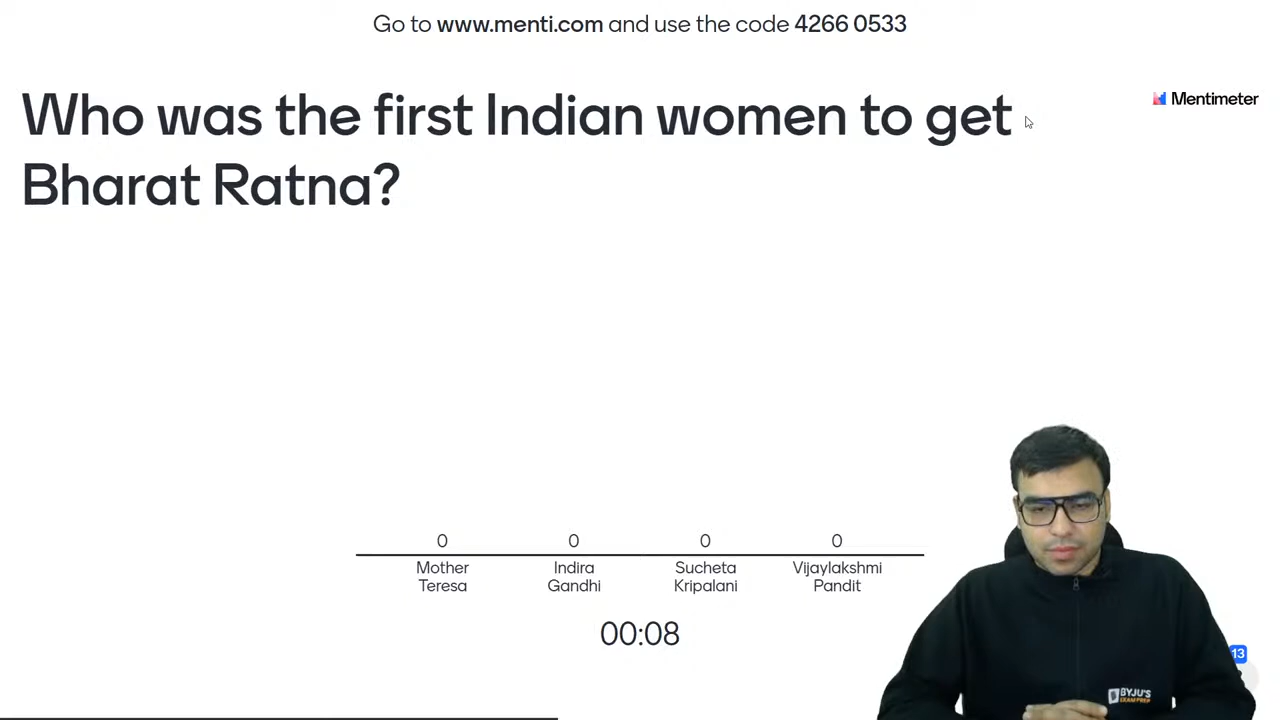 Go to www.menti.com and use the code 4266 0533
Who was the first Indian women to get
Bharat Ratna?
Mentimeter
0 0 0 0
Mother Indira Sucheta Vijaylakshmi
Teresa Gandhi Kripalani Pandit
00:08
13
BYJU'S
EXAM PREP